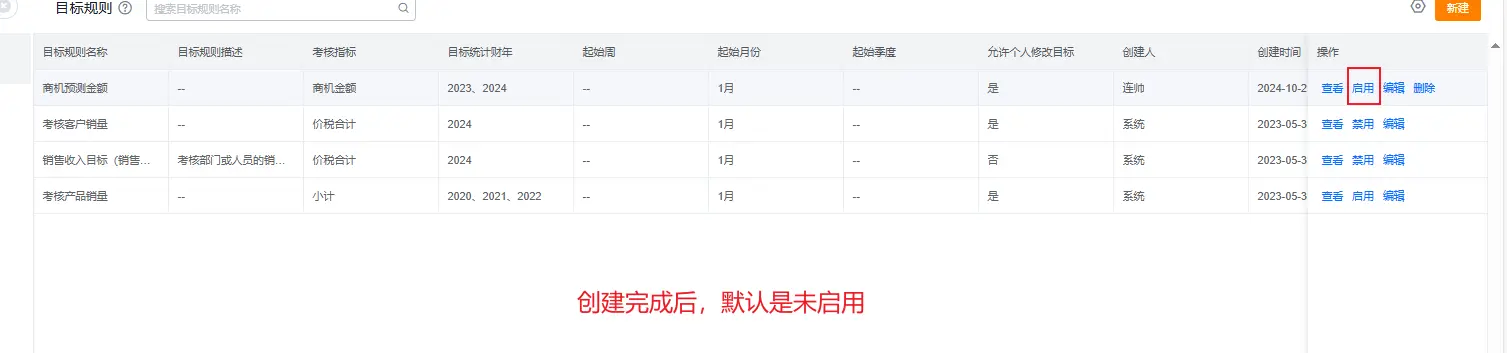 目标规则 ? 搜索目标规则名称 新建
目标规则名称 目标规则描述 考核指标 目标统计财年 起始周 起始月份 起始季度 允许个人修改目标 创建人 创建时间 操作
商机预测金额 -- 商机金额 2023、2024 -- 1月 -- 是 连帅 2024-10-2 查看 启用 编辑 删除
考核客户销量 -- 价税合计 2024 -- 1月 -- 是 系统 2023-05-3 查看 禁用 编辑
销售收入目标（销售... 考核部门或人员的销... 价税合计 2024 -- 1月 -- 否 系统 2023-05-3 查看 禁用 编辑
考核产品销量 -- 小计 2020、2021、2022 -- 1月 -- 是 系统 2023-05-3 查看 启用 编辑
创建完成后，默认是未启用